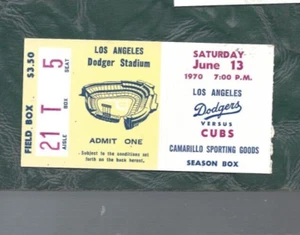 $3.50
FIELD BOX
21 T 5
AISLE BOX SEAT
LOS ANGELES
Dodger Stadium
ADMIT ONE
Subject to the conditions set
forth on the back hereof.
SATURDAY
June 13
1970 7:00 P.M.
LOS ANGELES
Dodgers
VERSUS
CUBS
CAMARILLO SPORTING GOODS
SEASON BOX